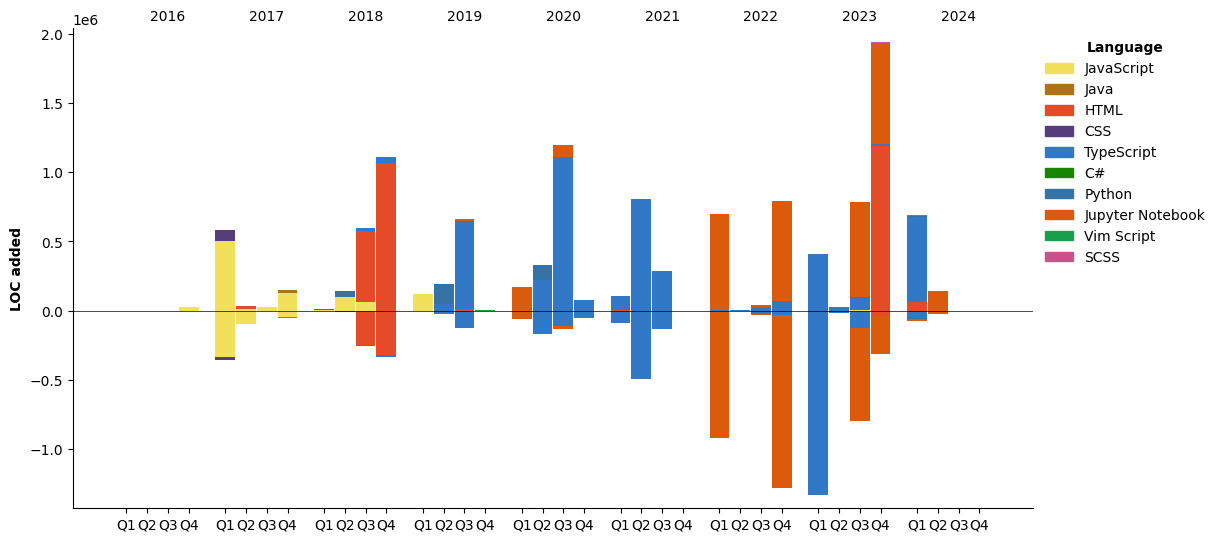 1e6
2016 2017 2018 2019 2020 2021 2022 2023 2024
2.0
1.5
1.0
0.5
0.0
−0.5
−1.0
LOC added
Q1 Q2 Q3 Q4 Q1 Q2 Q3 Q4 Q1 Q2 Q3 Q4 Q1 Q2 Q3 Q4 Q1 Q2 Q3 Q4 Q1 Q2 Q3 Q4 Q1 Q2 Q3 Q4 Q1 Q2 Q3 Q4 Q1 Q2 Q3 Q4
Language
JavaScript
Java
HTML
CSS
TypeScript
C#
Python
Jupyter Notebook
Vim Script
SCSS